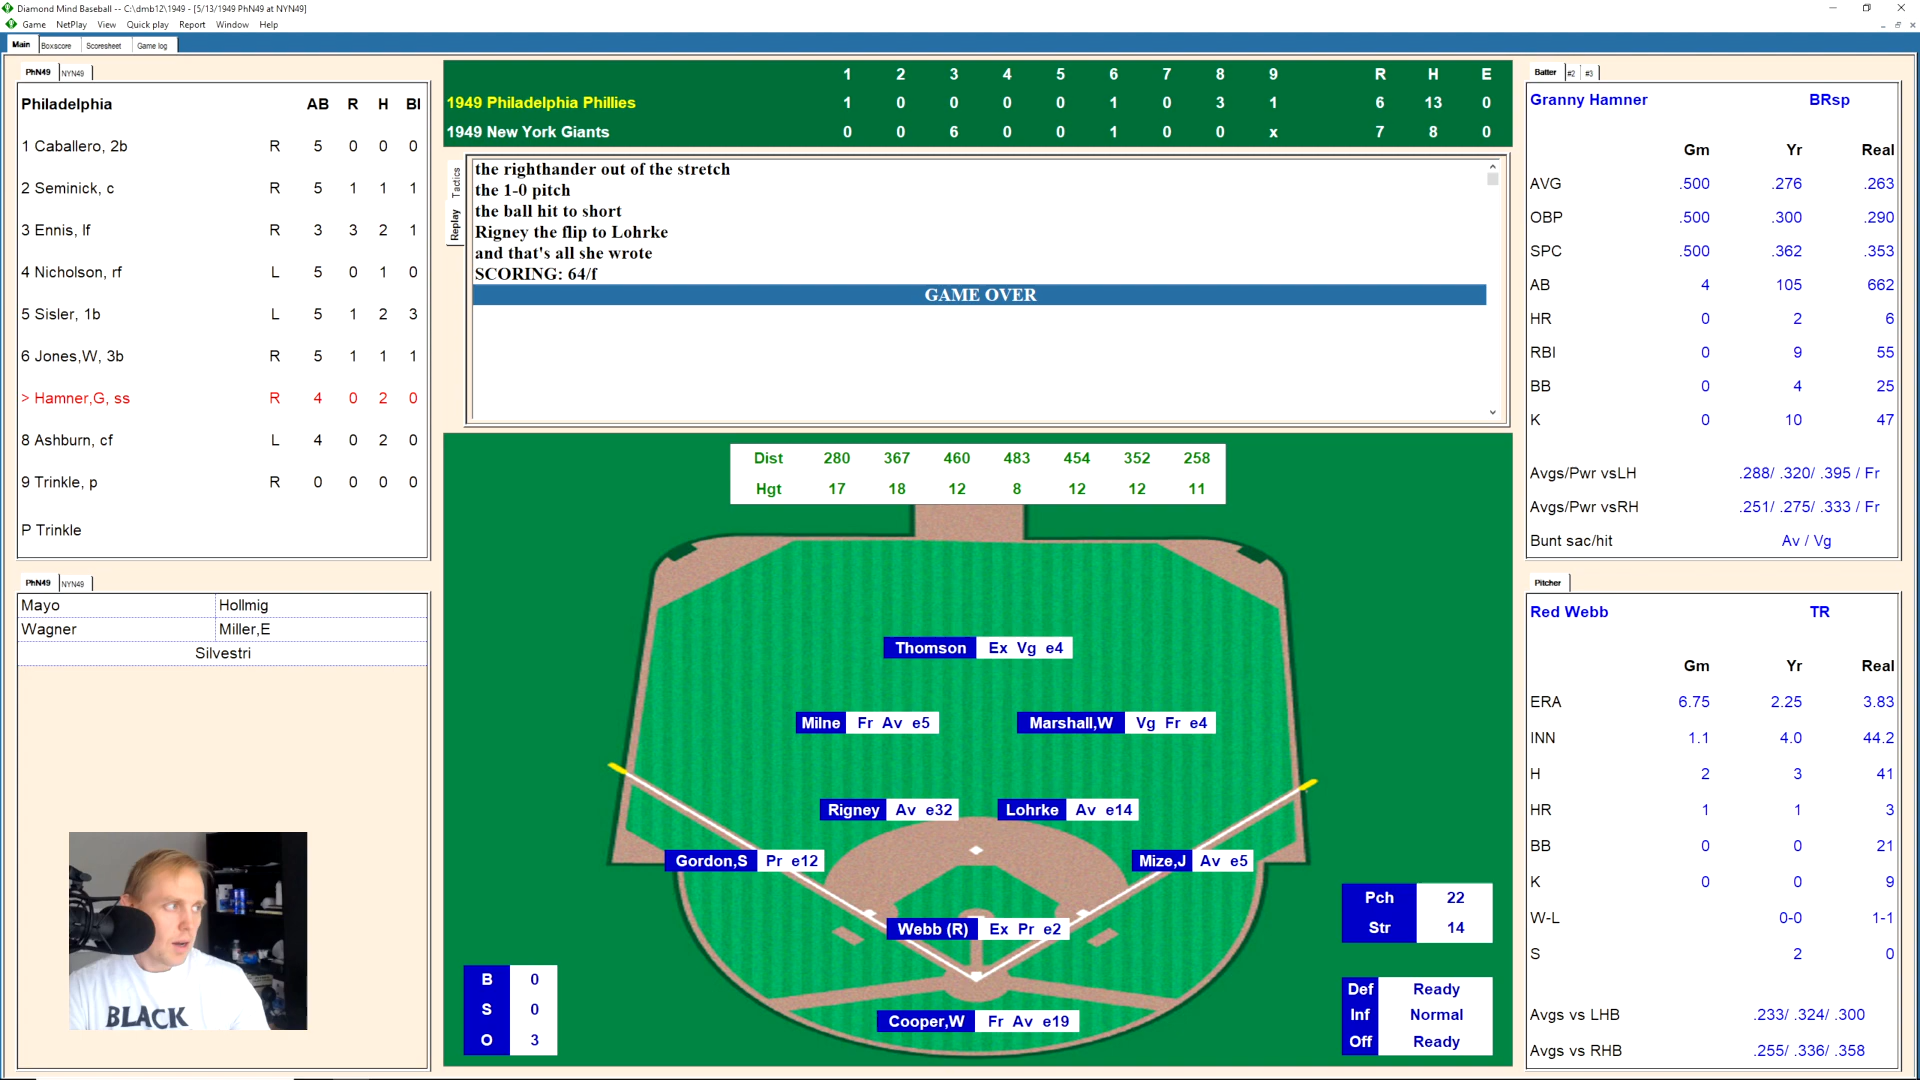 Diamond Mind Baseball -- C:\dmb12\1949 - [5/13/1949 PhN49 at NYN49]
Game NetPlay View Quick play Report Window Help
Main Boxscore Scoresheet Game log
PhN49 NYN49
Philadelphia AB R H BI
1 Caballero, 2b R 5 0 0 0
2 Seminick, c R 5 1 1 1
3 Ennis, lf R 3 3 2 1
4 Nicholson, rf L 5 0 1 0
5 Sisler, 1b L 5 1 2 3
6 Jones,W, 3b R 5 1 1 1
> Hamner,G, ss R 4 0 2 0
8 Ashburn, cf L 4 0 2 0
9 Trinkle, p R 0 0 0 0
P Trinkle
PhN49 NYN49
Mayo Hollmig
Wagner Miller,E
Silvestri
BLACK
1 2 3 4 5 6 7 8 9 R H E
1949 Philadelphia Phillies 1 0 0 0 0 1 0 3 1 6 13 0
1949 New York Giants 0 0 6 0 0 1 0 0 x 7 8 0
Tactics
Replay
the righthander out of the stretch
the 1-0 pitch
the ball hit to short
Rigney the flip to Lohrke
and that's all she wrote
SCORING: 64/f
GAME OVER
Dist 280 367 460 483 454 352 258
Hgt 17 18 12 8 12 12 11
Thomson Ex Vg e4
Milne Fr Av e5
Marshall,W Vg Fr e4
Rigney Av e32
Lohrke Av e14
Gordon,S Pr e12
Mize,J Av e5
Webb (R) Ex Pr e2
Cooper,W Fr Av e19
B 0
S 0
O 3
Pch 22
Str 14
Def Ready
Inf Normal
Off Ready
Batter #2 #3
Granny Hamner BRsp
Gm Yr Real
AVG .500 .276 .263
OBP .500 .300 .290
SPC .500 .362 .353
AB 4 105 662
HR 0 2 6
RBI 0 9 55
BB 0 4 25
K 0 10 47
Avgs/Pwr vsLH .288/ .320/ .395 / Fr
Avgs/Pwr vsRH .251/ .275/ .333 / Fr
Bunt sac/hit Av / Vg
Pitcher
Red Webb TR
Gm Yr Real
ERA 6.75 2.25 3.83
INN 1.1 4.0 44.2
H 2 3 41
HR 1 1 3
BB 0 0 21
K 0 0 9
W-L 0-0 1-1
S 2 0
Avgs vs LHB .233/ .324/ .300
Avgs vs RHB .255/ .336/ .358